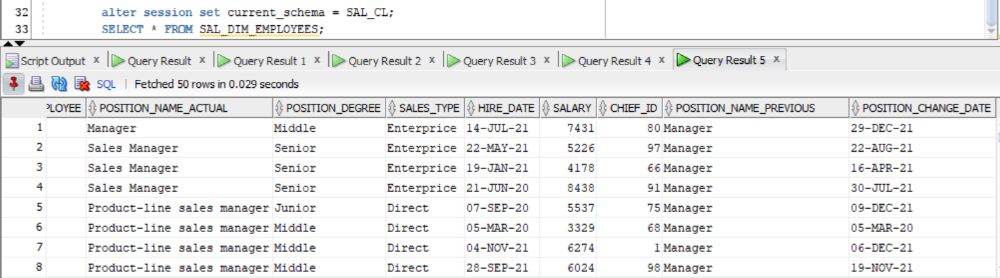 32 alter session set current_schema = SAL_CL;
33 SELECT * FROM SAL_DIM_EMPLOYEES;
Script Output x Query Result x Query Result 1 x Query Result 2 x Query Result 3 x Query Result 4 x Query Result 5 x
SQL | Fetched 50 rows in 0.029 seconds
PLOYEE POSITION_NAME_ACTUAL POSITION_DEGREE SALES_TYPE HIRE_DATE SALARY CHIEF_ID POSITION_NAME_PREVIOUS POSITION_CHANGE_DATE
1 Manager Middle Enterprice 14-JUL-21 7431 80 Manager 29-DEC-21
2 Sales Manager Senior Enterprice 22-MAY-21 5226 97 Manager 22-AUG-21
3 Sales Manager Senior Enterprice 19-JAN-21 4178 66 Manager 16-APR-21
4 Sales Manager Senior Enterprice 21-JUN-20 8438 91 Manager 30-JUL-21
5 Product-line sales manager Junior Direct 07-SEP-20 5537 75 Manager 09-DEC-21
6 Product-line sales manager Middle Direct 05-MAR-20 3329 68 Manager 05-MAR-20
7 Product-line sales manager Middle Direct 04-NOV-21 6274 1 Manager 06-DEC-21
8 Product-line sales manager Middle Direct 28-SEP-21 6024 98 Manager 19-NOV-21